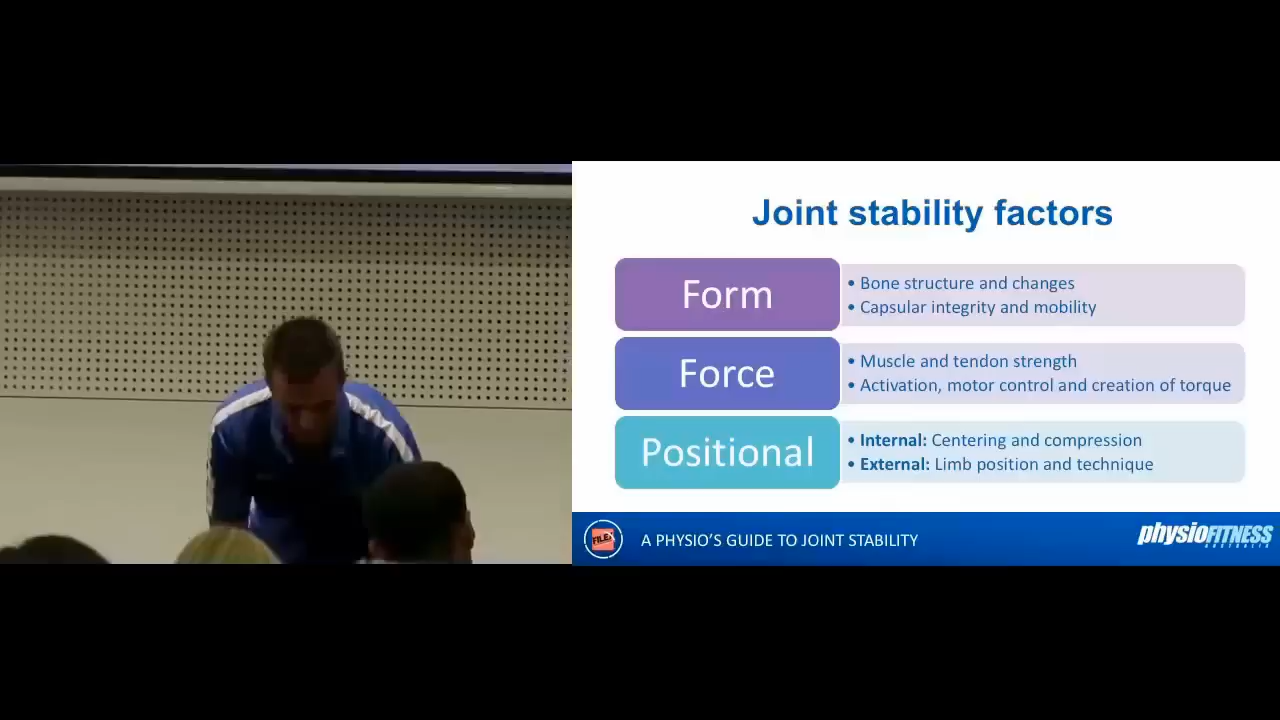 Joint stability factors
Form
• Bone structure and changes
• Capsular integrity and mobility
Force
• Muscle and tendon strength
• Activation, motor control and creation of torque
Positional
• Internal: Centering and compression
• External: Limb position and technique
FILEX
A PHYSIO'S GUIDE TO JOINT STABILITY
physioFITNESS
AUSTRALIA